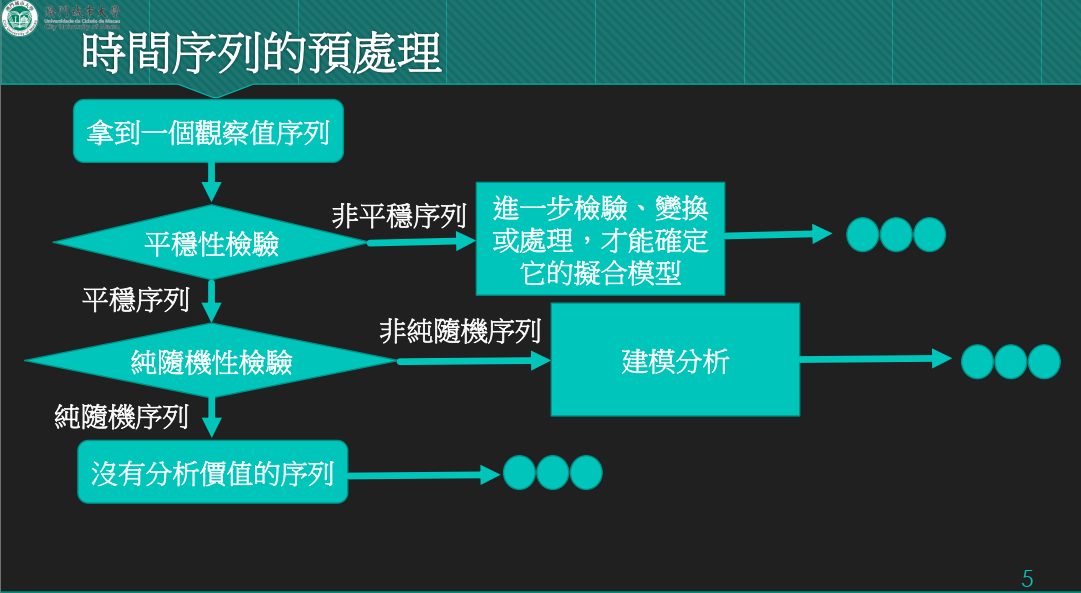 澳門城市大學
Universidade da Cidade de Macau
City University of Macau
時間序列的預處理
拿到一個觀察值序列
平穩性檢驗
非平穩序列
進一步檢驗、變換
或處理，才能確定
它的擬合模型
平穩序列
純隨機性檢驗
非純隨機序列
建模分析
純隨機序列
沒有分析價值的序列
5